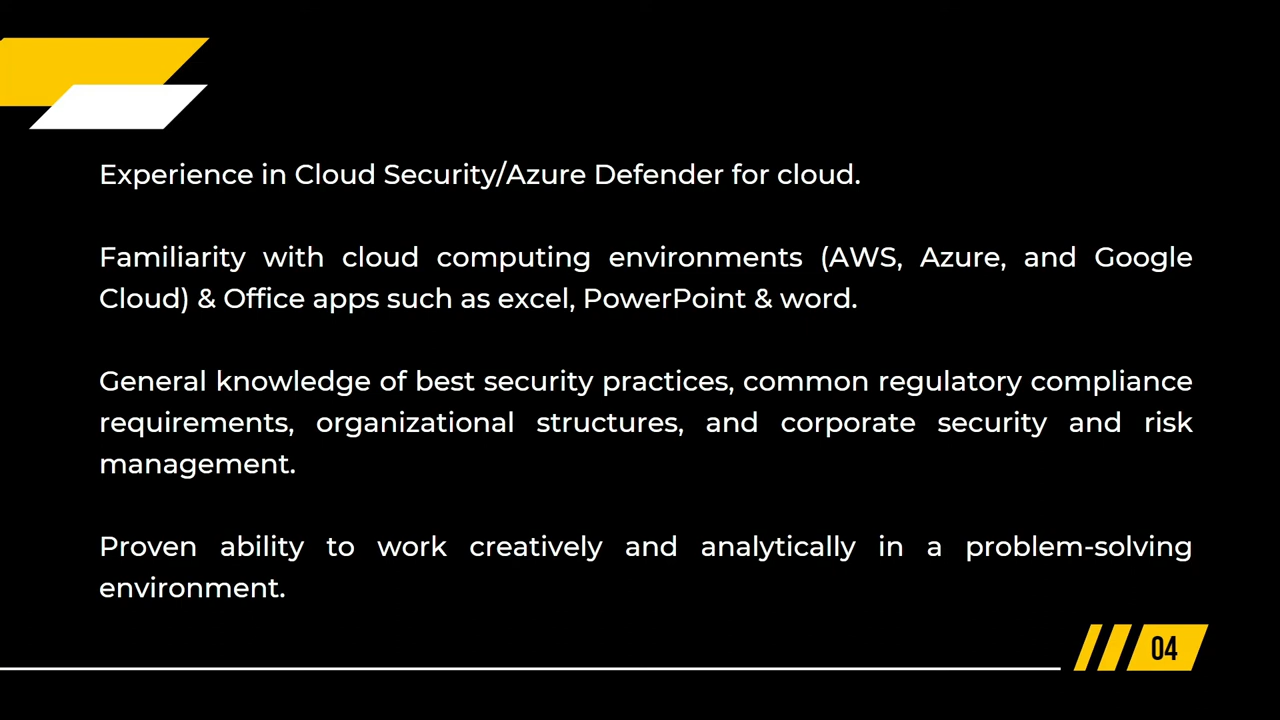 Experience in Cloud Security/Azure Defender for cloud.
Familiarity with cloud computing environments (AWS, Azure, and Google
Cloud) & Office apps such as excel, PowerPoint & word.
General knowledge of best security practices, common regulatory compliance
requirements, organizational structures, and corporate security and risk
management.
Proven ability to work creatively and analytically in a problem-solving
environment.
04